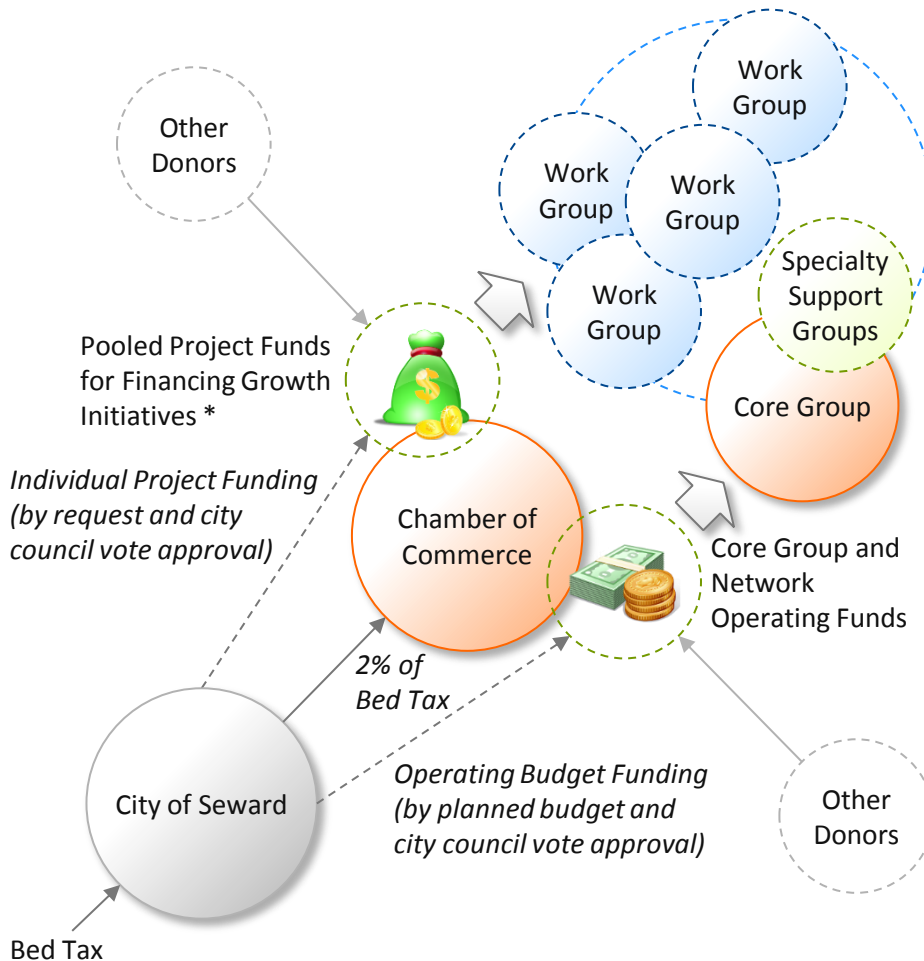 Work
Group
Other
Donors
Work
Group
Work
Group
Specialty
Support
Groups
Work
Group
Pooled Project Funds
for Financing Growth
Initiatives *
$
Core Group
Individual Project Funding
(by request and city
council vote approval)
Chamber of
Commerce
Core Group and
Network
Operating Funds
2% of
Bed Tax
Operating Budget Funding
(by planned budget and
city council vote approval)
City of Seward
Other
Donors
Bed Tax